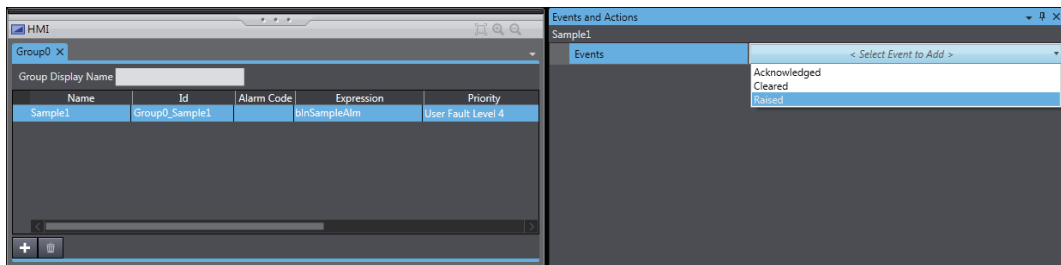 HMI
Group0
Group Display Name
Name Id Alarm Code Expression Priority
Sample1 Group0_Sample1 blnSampleAlm User Fault Level 4
Events and Actions
Sample1
Events < Select Event to Add >
Acknowledged
Cleared
Raised